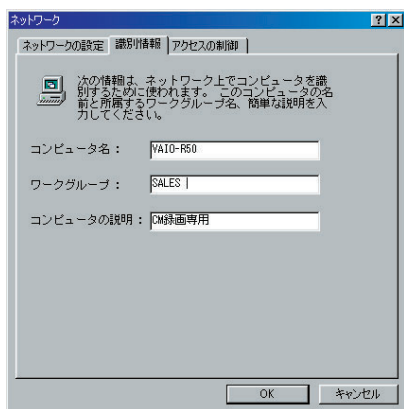 ネットワーク
ネットワークの設定 識別情報 アクセスの制御
次の情報は、ネットワーク上でコンピュータを識
別するために使われます。 このコンピュータの名
前と所属するワークグループ名、簡単な説明を入
力してください。
コンピュータ名： VAIO-R50
ワークグループ： SALES
コンピュータの説明： CM録画専用
OK キャンセル